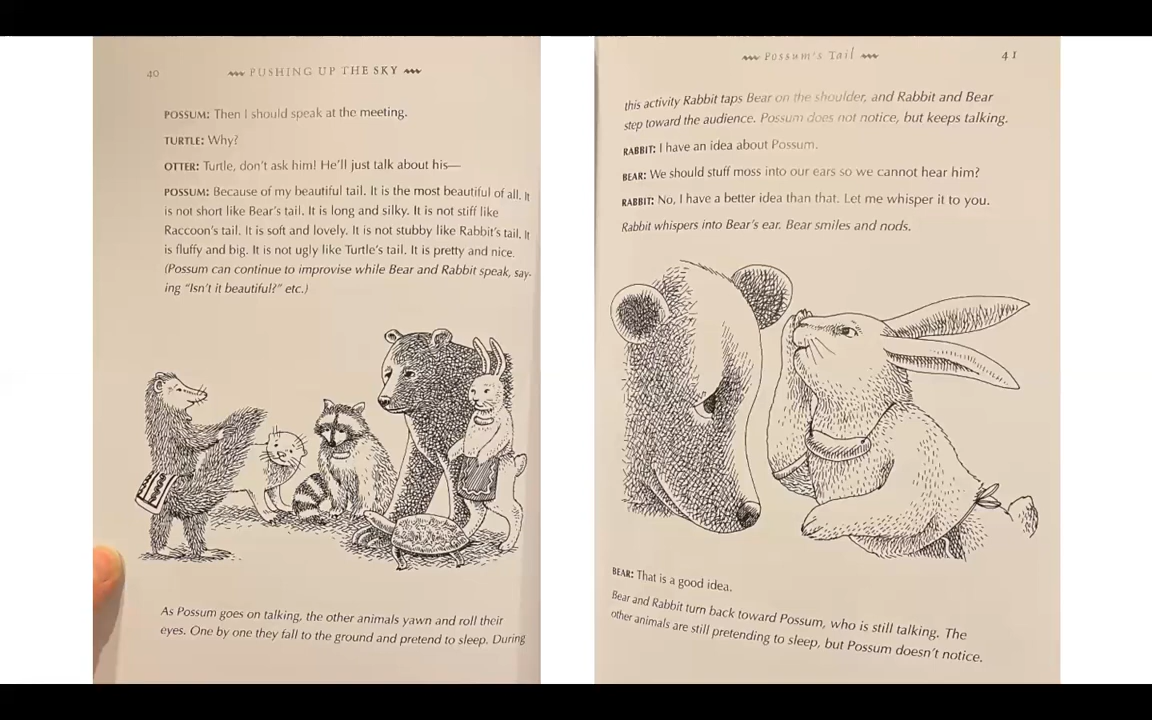 40 PUSHING UP THE SKY
POSSUM: Then I should speak at the meeting.
TURTLE: Why?
OTTER: Turtle, don't ask him! He'll just talk about his—
POSSUM: Because of my beautiful tail. It is the most beautiful of all. It
is not short like Bear's tail. It is long and silky. It is not stiff like
Raccoon's tail. It is soft and lovely. It is not stubby like Rabbit's tail. It
is fluffy and big. It is not ugly like Turtle's tail. It is pretty and nice.
(Possum can continue to improvise while Bear and Rabbit speak, say-
ing "Isn't it beautiful?" etc.)
As Possum goes on talking, the other animals yawn and roll their
eyes. One by one they fall to the ground and pretend to sleep. During
Possum's Tail 41
this activity Rabbit taps Bear on the shoulder, and Rabbit and Bear
step toward the audience. Possum does not notice, but keeps talking.
RABBIT: I have an idea about Possum.
BEAR: We should stuff moss into our ears so we cannot hear him?
RABBIT: No, I have a better idea than that. Let me whisper it to you.
Rabbit whispers into Bear's ear. Bear smiles and nods.
BEAR: That is a good idea.
Bear and Rabbit turn back toward Possum, who is still talking. The
other animals are still pretending to sleep, but Possum doesn't notice.